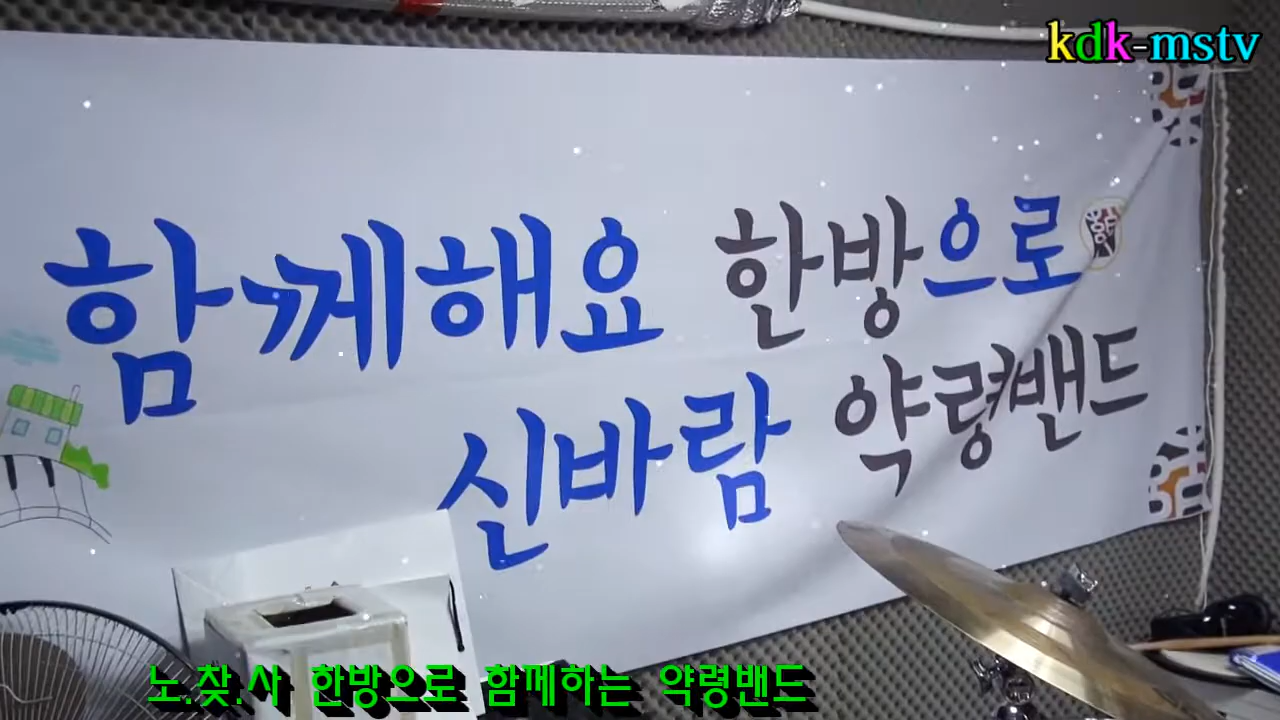 kdk-mstv
함께해요 한방으로
신바람 약령밴드
노.찾.사 한방으로 함께하는 약령밴드